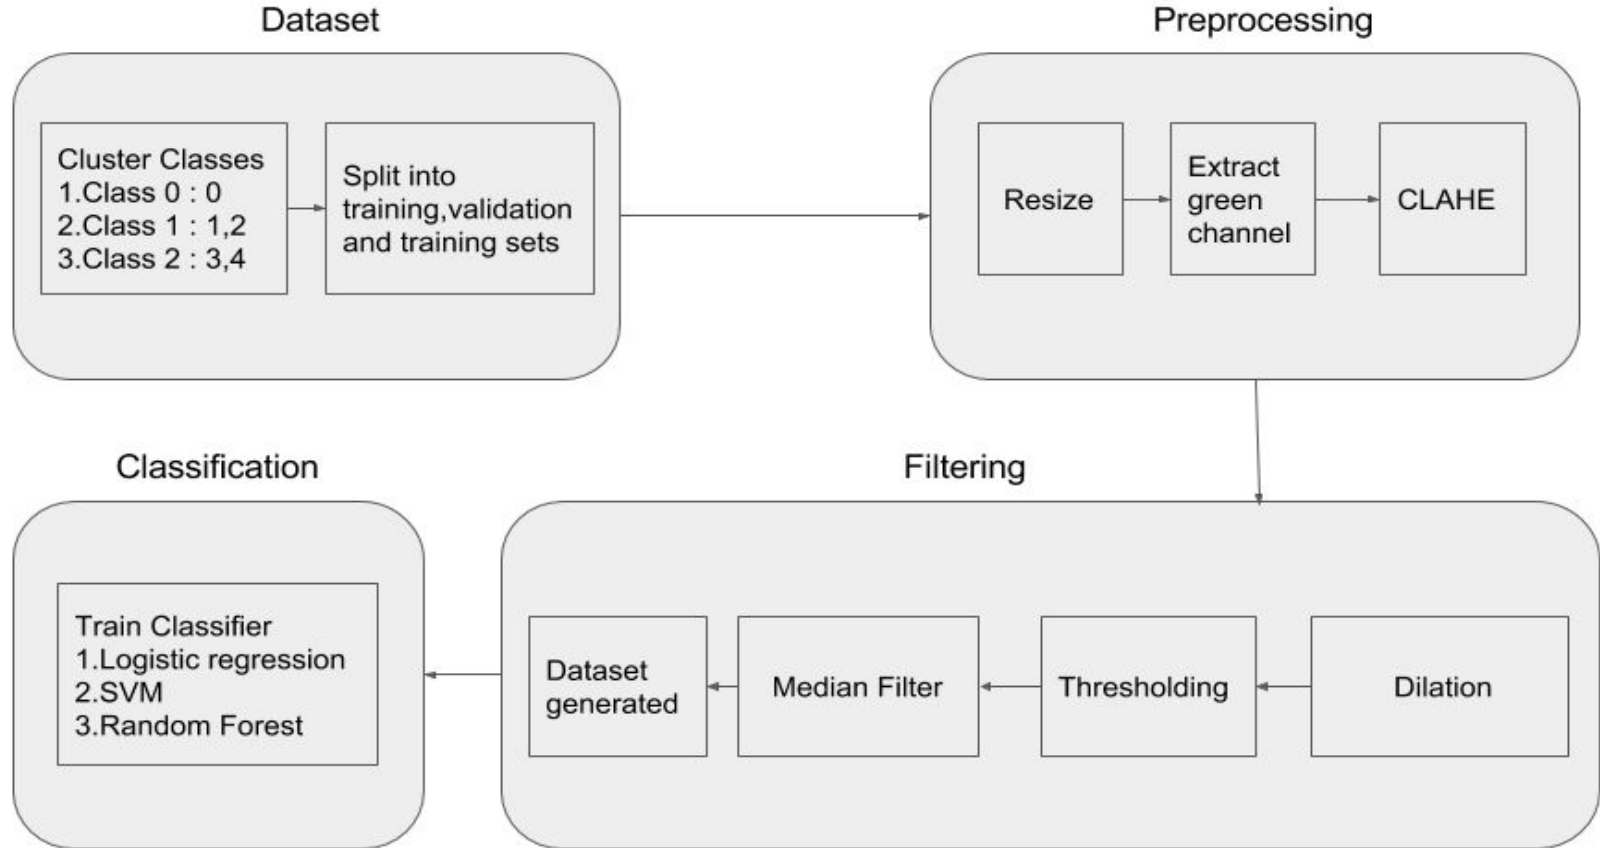 Dataset
Cluster Classes
1.Class 0 : 0
2.Class 1 : 1,2
3.Class 2 : 3,4
Split into
training,validation
and training sets
Preprocessing
Resize
Extract
green
channel
CLAHE
Filtering
Dilation
Thresholding
Median Filter
Dataset
generated
Classification
Train Classifier
1.Logistic regression
2.SVM
3.Random Forest